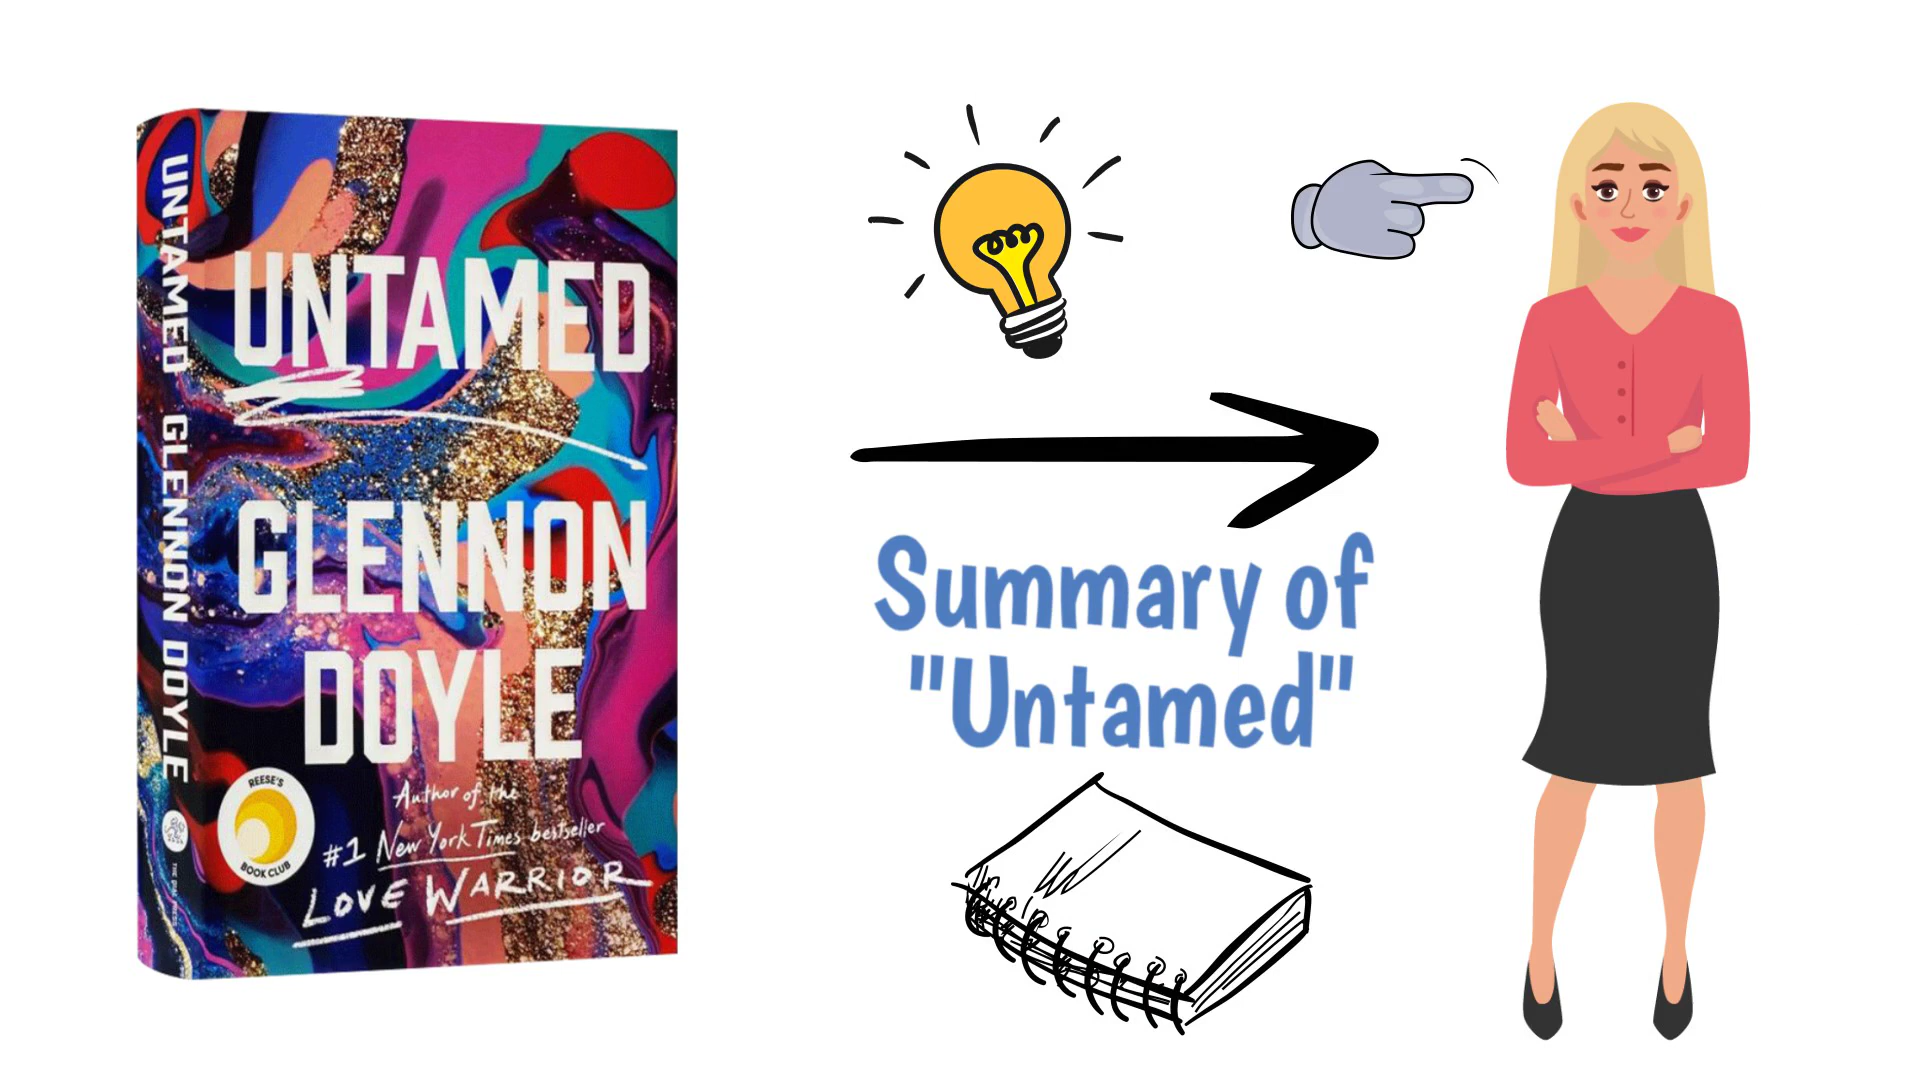 UNTAMED GLENNON DOYLE
UNTAMED
GLENNON
DOYLE
REESE'S
BOOK CLUB
Author of the
#1 New York Times bestseller
LOVE WARRIOR
Summary of
"Untamed"